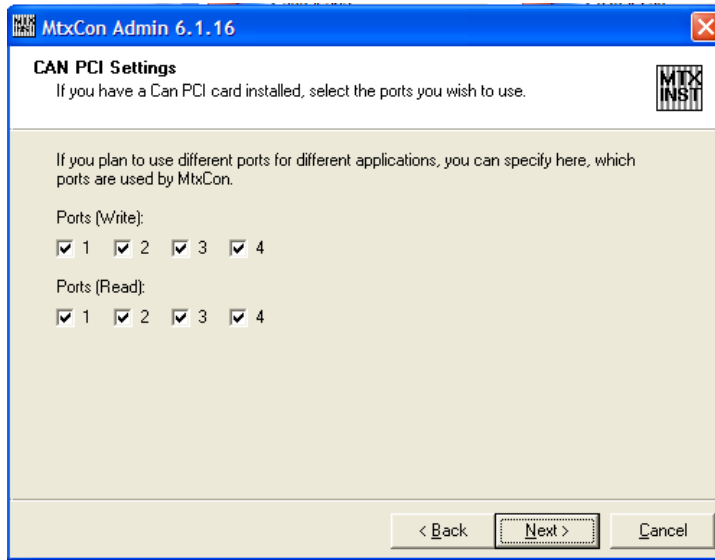 MtxCon Admin 6.1.16
CAN PCI Settings
If you have a Can PCI card installed, select the ports you wish to use.
MTX
INST
If you plan to use different ports for different applications, you can specify here, which
ports are used by MtxCon.
Ports (Write):
1 2 3 4
Ports (Read):
1 2 3 4
< Back Next > Cancel